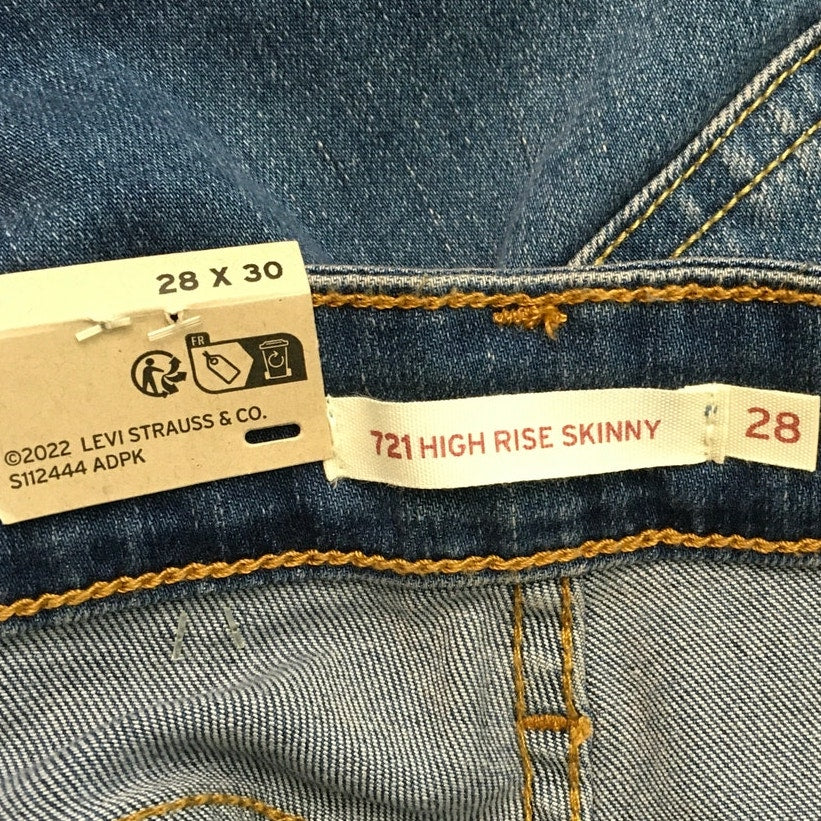 28 X 30
FR
©2022 LEVI STRAUSS & CO.
S112444 ADPK
721 HIGH RISE SKINNY
28